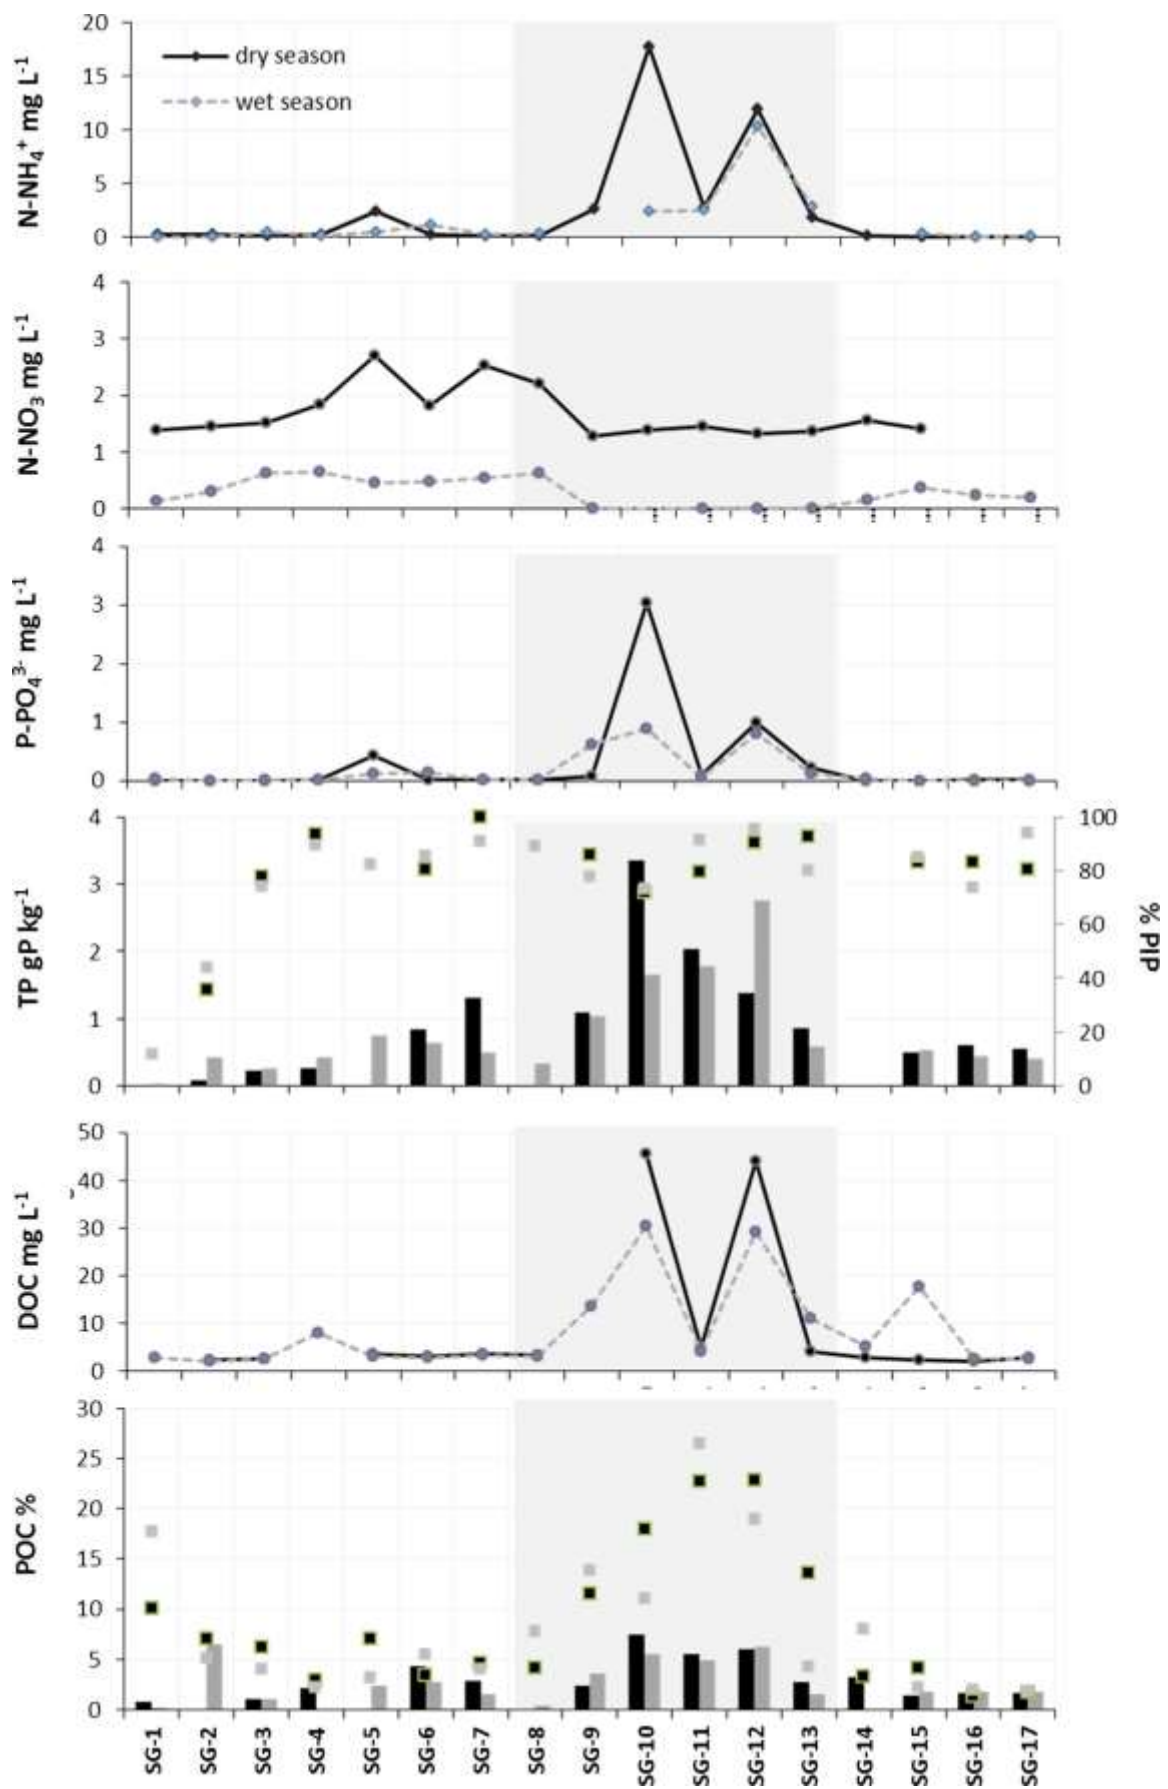 N-NH₄⁺ mg L⁻¹
20
15
10
5
0
dry season
wet season
N-NO₃ mg L⁻¹
4
3
2
1
0
P-PO₄³⁻ mg L⁻¹
4
3
2
1
0
TP gP kg⁻¹
4
3
2
1
0
100
80
60
40
20
0
% PIP
DOC mg L⁻¹
50
40
30
20
10
0
POC %
30
25
20
15
10
5
0
SG-1
SG-2
SG-3
SG-4
SG-5
SG-6
SG-7
SG-8
SG-9
SG-10
SG-11
SG-12
SG-13
SG-14
SG-15
SG-16
SG-17